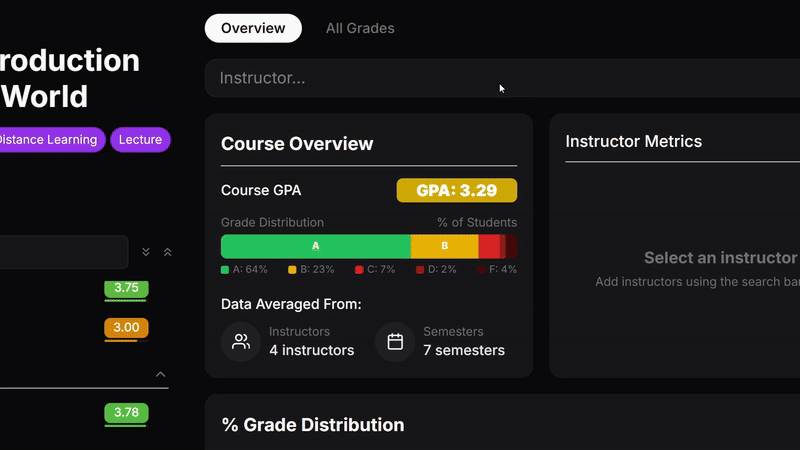 Overview
All Grades
roduction
World
Instructor...
Distance Learning
Lecture
Course Overview
Instructor Metrics
Course GPA
GPA: 3.29
Grade Distribution
% of Students
A
B
A: 64%
B: 23%
C: 7%
D: 2%
F: 4%
Select an instructor
Add instructors using the search bar
3.75
3.00
3.78
Data Averaged From:
Instructors
4 instructors
Semesters
7 semesters
% Grade Distribution